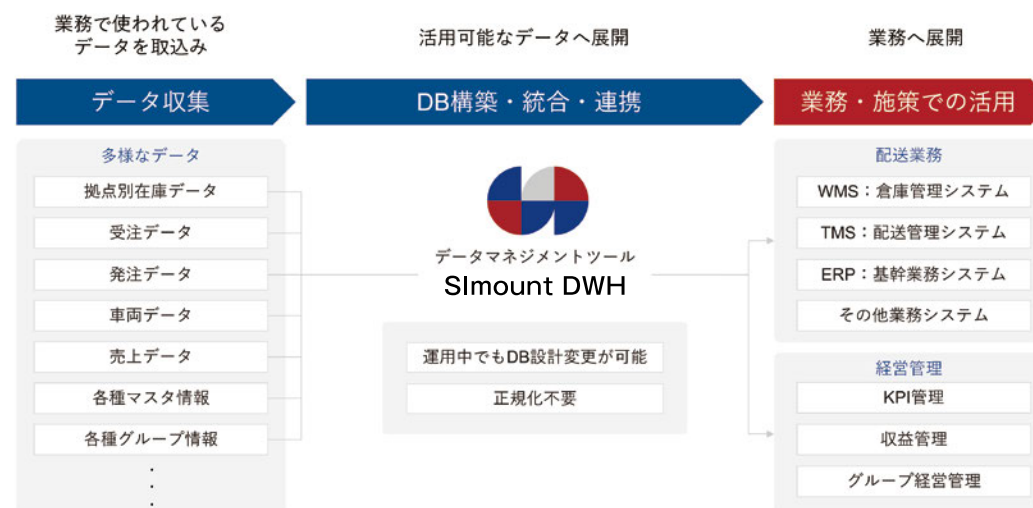 業務で使われている
データを取込み
活用可能なデータへ展開
業務へ展開
データ収集
DB構築・統合・連携
業務・施策での活用
多様なデータ
拠点別在庫データ
受注データ
発注データ
車両データ
売上データ
各種マスタ情報
各種グループ情報
データマネジメントツール
SImount DWH
運用中でもDB設計変更が可能
正規化不要
配送業務
WMS：倉庫管理システム
TMS：配送管理システム
ERP：基幹業務システム
その他業務システム
経営管理
KPI管理
収益管理
グループ経営管理